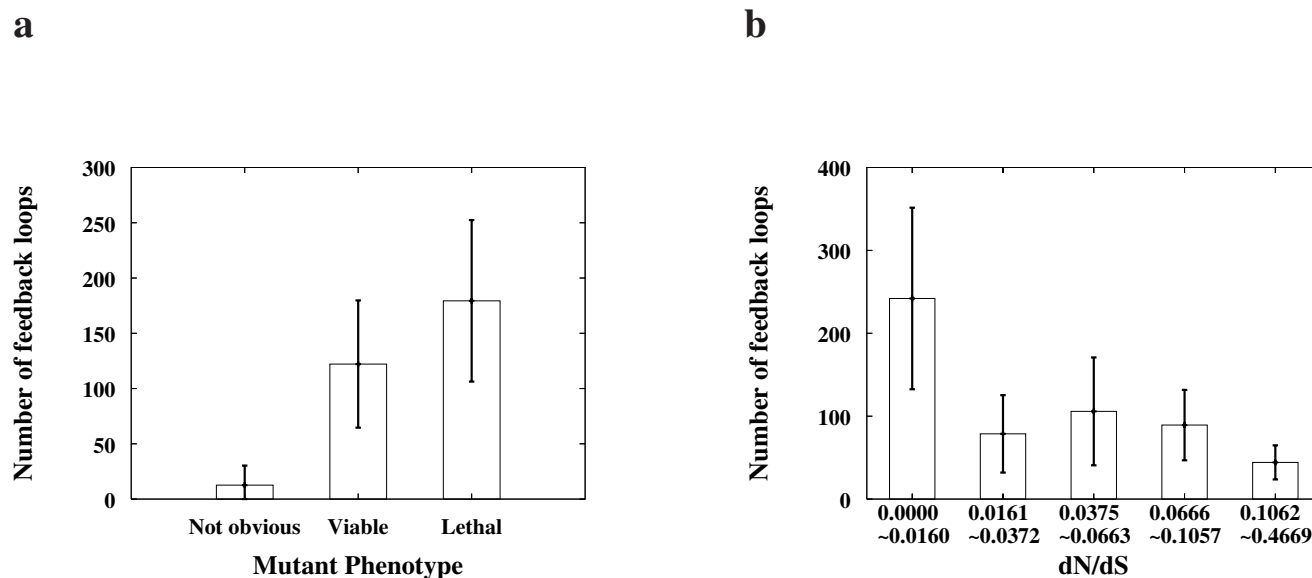 a
Number of feedback loops
300
250
200
150
100
50
0
Not obvious Viable Lethal
Mutant Phenotype
b
Number of feedback loops
400
300
200
100
0
0.0000 0.0161 0.0375 0.0666 0.1062
~0.0160 ~0.0372 ~0.0663 ~0.1057 ~0.4669
dN/dS